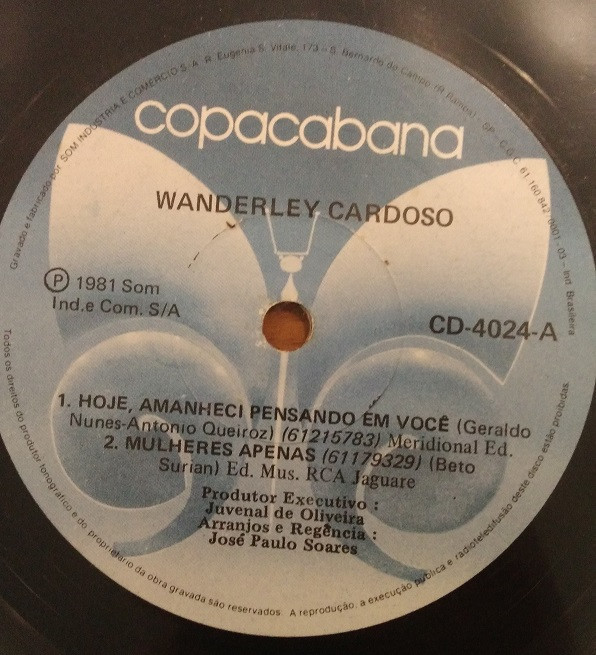 Gravado e fabricado por SOM INDUSTRIA E COMERCIO S.A. R. Eugenia S. Vitale, 173 - S. Bernardo do Campo (R. Ramos) - SP - C.G.C. 61 160 842 0001-03 - Ind. Brasileira
copacabana
WANDERLEY CARDOSO
Ⓟ 1981 Som
Ind.e Com. S/A
CD-4024-A
1. HOJE, AMANHECI PENSANDO EM VOCÊ (Geraldo
Nunes-Antonio Queiroz) (61215783) Meridional Ed.
2. MULHERES APENAS (61179329) (Beto
Surian) Ed. Mus. RCA Jaguare
Produtor Executivo :
Juvenal de Oliveira
Arranjos e Regência :
José Paulo Soares
Todos os direitos do produtor fonográfico e do proprietário da obra gravada são reservados. A reprodução, a execução pública e radioteledifusão deste disco estão proibidas.